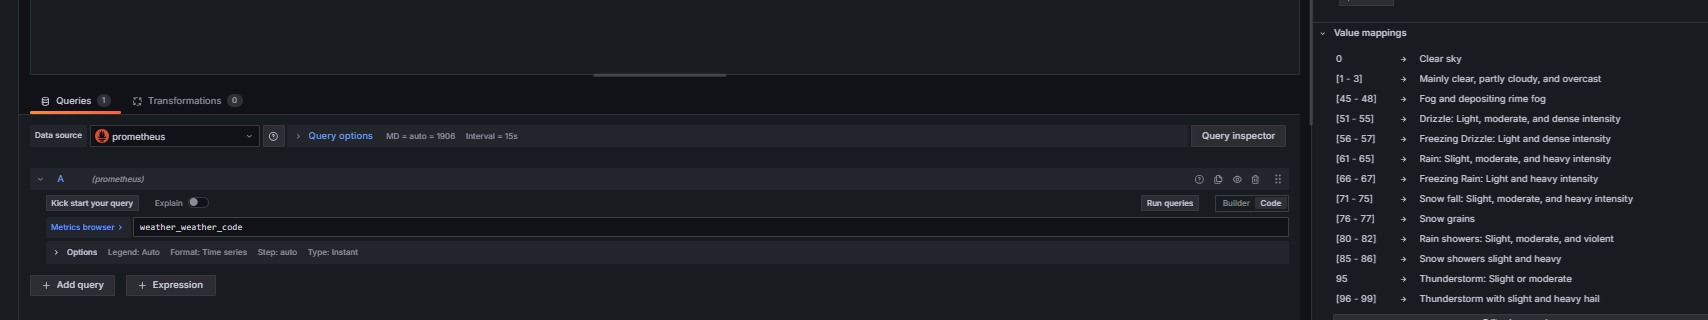 Queries 1 Transformations 0
Data source prometheus Query options MD = auto = 1906 Interval = 15s Query inspector
A (prometheus)
Kick start your query Explain Run queries Builder Code
Metrics browser > weather_weather_code
Options Legend: Auto Format: Time series Step: auto Type: Instant
+ Add query + Expression
Value mappings
0 → Clear sky
[1 - 3] → Mainly clear, partly cloudy, and overcast
[45 - 48] → Fog and depositing rime fog
[51 - 55] → Drizzle: Light, moderate, and dense intensity
[56 - 57] → Freezing Drizzle: Light and dense intensity
[61 - 65] → Rain: Slight, moderate, and heavy intensity
[66 - 67] → Freezing Rain: Light and heavy intensity
[71 - 75] → Snow fall: Slight, moderate, and heavy intensity
[76 - 77] → Snow grains
[80 - 82] → Rain showers: Slight, moderate, and violent
[85 - 86] → Snow showers slight and heavy
95 → Thunderstorm: Slight or moderate
[96 - 99] → Thunderstorm with slight and heavy hail